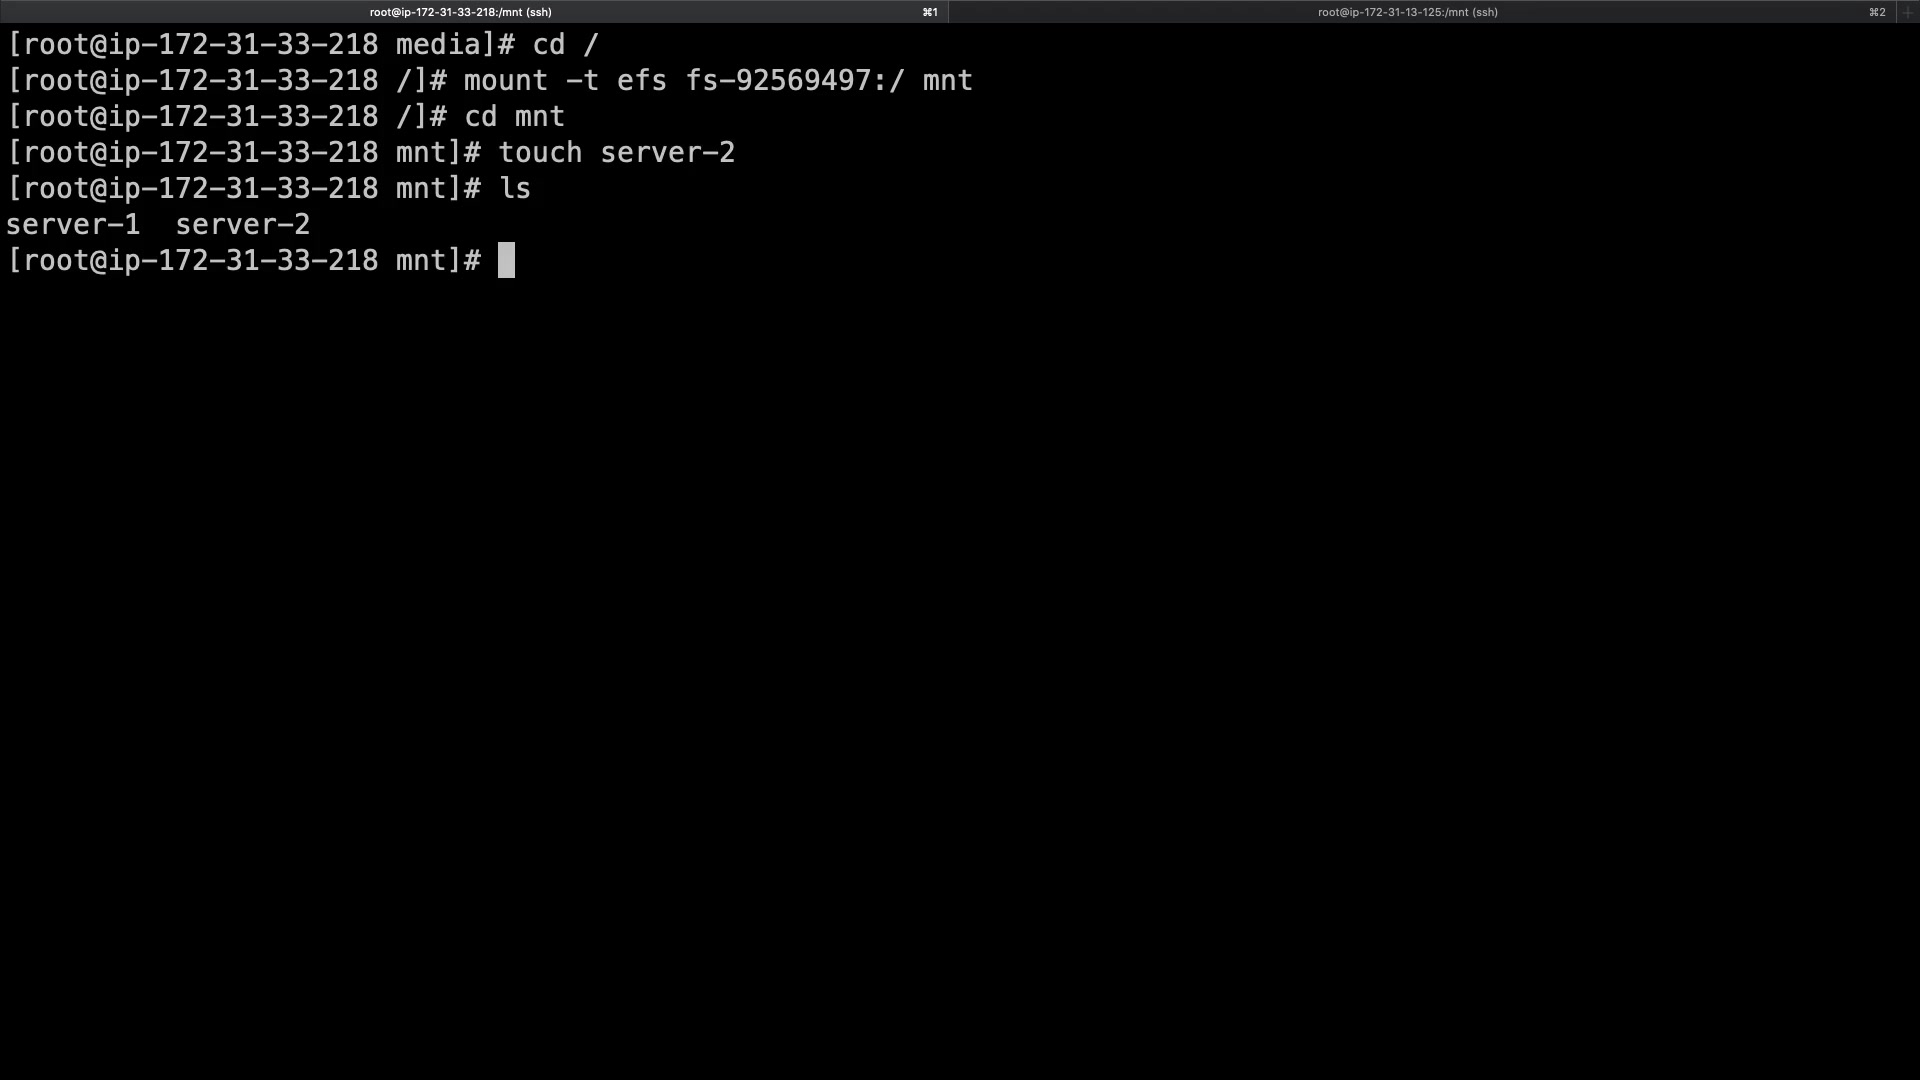 root@ip-172-31-33-218:/mnt (ssh) ⌘1 root@ip-172-31-13-125:/mnt (ssh) ⌘2 +
[root@ip-172-31-33-218 media]# cd /
[root@ip-172-31-33-218 /]# mount -t efs fs-92569497:/ mnt
[root@ip-172-31-33-218 /]# cd mnt
[root@ip-172-31-33-218 mnt]# touch server-2
[root@ip-172-31-33-218 mnt]# ls
server-1  server-2
[root@ip-172-31-33-218 mnt]#